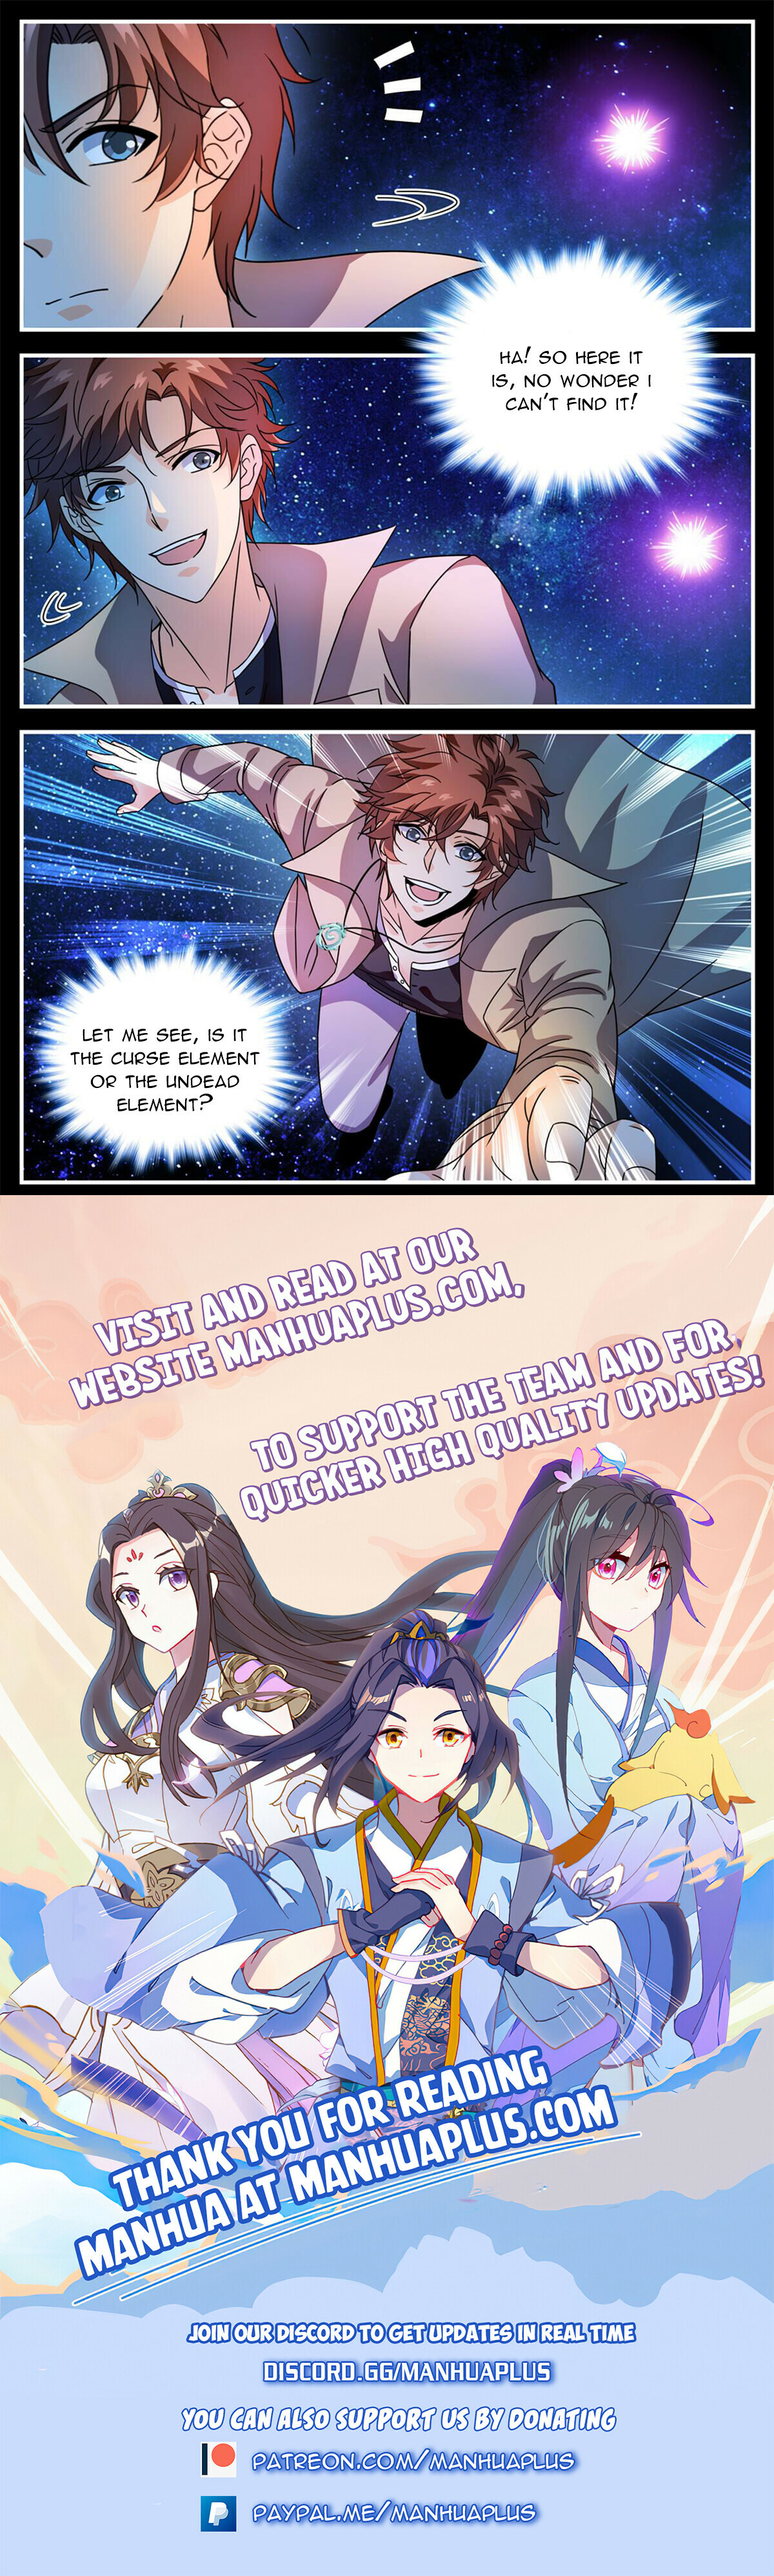 HA! SO HERE IT
IS, NO WONDER I
CAN'T FIND IT!
LET ME SEE, IS IT
THE CURSE ELEMENT
OR THE UNDEAD
ELEMENT?
VISIT AND READ AT OUR
WEBSITE MANHUAPLUS.COM,
TO SUPPORT THE TEAM AND FOR
QUICKER HIGH QUALITY UPDATES!
THANK YOU FOR READING
MANHUA AT MANHUAPLUS.COM
JOIN OUR DISCORD TO GET UPDATES IN REAL TIME
DISCORD.GG/MANHUAPLUS
YOU CAN ALSO SUPPORT US BY DONATING
PATREON.COM/MANHUAPLUS
PAYPAL.ME/MANHUAPLUS